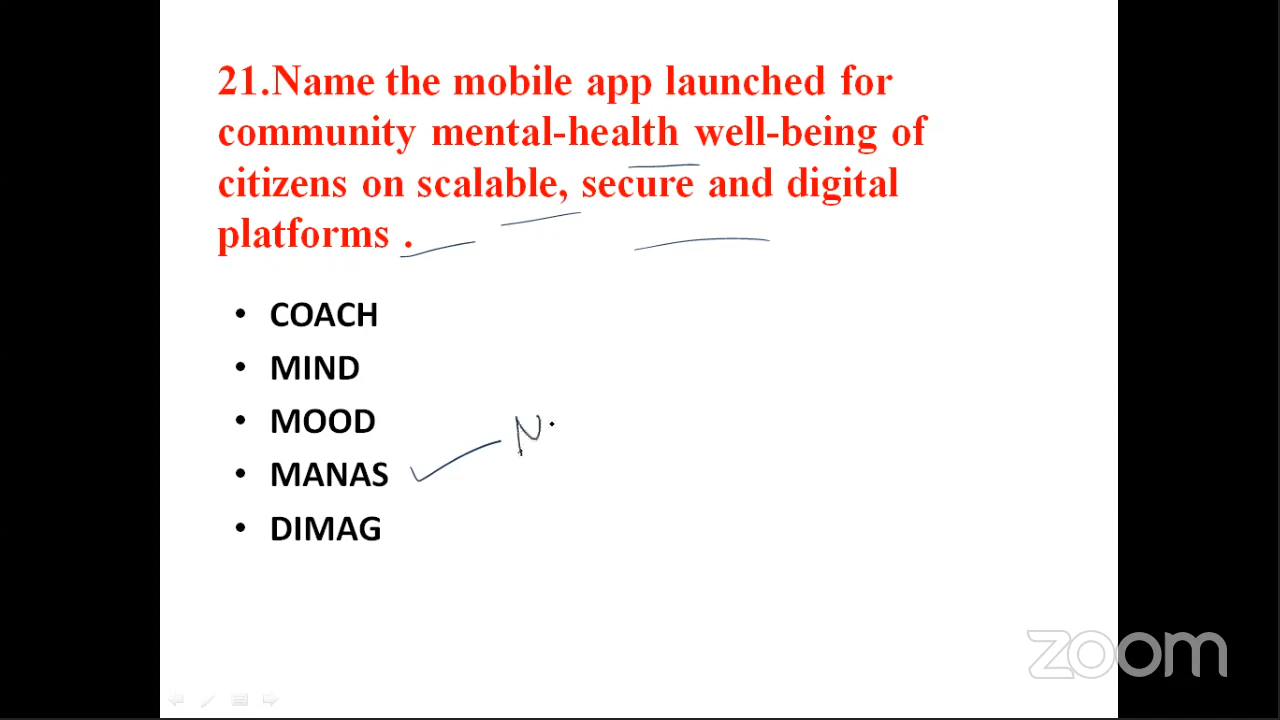 21.Name the mobile app launched for
community mental-health well-being of
citizens on scalable, secure and digital
platforms .
• COACH
• MIND
• MOOD
• MANAS
N
• DIMAG
zoom